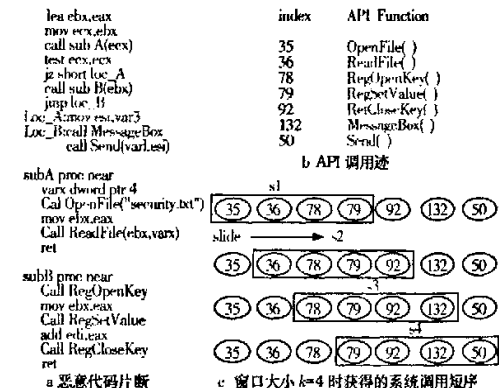 lea ebx,eax
mov ecx,ebx
call sub A(ecx)
test ecx,ecx
jz short loc_A
call sub B(ebx)
jmp loc_B
Loc_A:mov esi,var3
Loc_B:call MessageBox
call Send(var1.esi)
subA proc near
varx dword ptr 4
Cal OpenFile("security.txt")
mov ebx.eax
Call ReadFile(ebx,varx)
ret
subB proc near
Call RegOpenKey
mov ebx.eax
Call RegSetValue
add edi.eax
Call RegCloseKey
ret
a 恶意代码片断
index API Function
35 OpenFile( )
36 ReadFile( )
78 RegOpenKey( )
79 RegSetValue( )
92 RetCloseKey( )
132 MessageBox( )
50 Send( )
b API 调用迹
s1
35 36 78 79 92 132 50
slide s2
35 36 78 79 92 132 50
s3
35 36 78 79 92 132 50
s4
35 36 78 79 92 132 50
c 窗口大小 k=4 时获得的系统调用短序